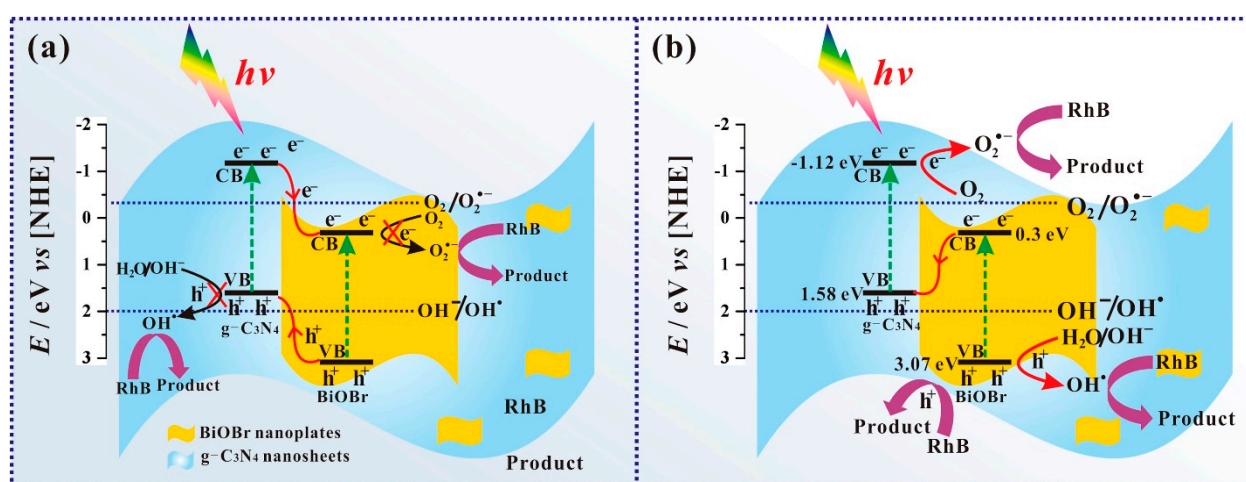 (a)
hν
E / eV vs [NHE]
-2
-1
0
1
2
3
e⁻ e⁻
e⁻
CB
e⁻
O₂/O₂•⁻
e⁻ e⁻
O₂
CB
e⁻
O₂•⁻
RhB
Product
H₂O/OH⁻
h⁺
VB
h⁺ h⁺
g-C₃N₄
OH•
OH⁻/OH•
h⁺
VB
h⁺ h⁺
BiOBr
RhB
Product
RhB
BiOBr nanoplates
g-C₃N₄ nanosheets
Product
(b)
hν
E / eV vs [NHE]
-2
-1
0
1
2
3
RhB
O₂•⁻
Product
e⁻ e⁻
e⁻
-1.12 eV
CB
O₂
O₂/O₂•⁻
e⁻ e⁻
CB
0.3 eV
VB
1.58 eV
h⁺ h⁺
g-C₃N₄
OH⁻/OH•
H₂O/OH⁻
VB
3.07 eV
h⁺
h⁺ h⁺
BiOBr
OH•
RhB
Product
h⁺
Product
RhB